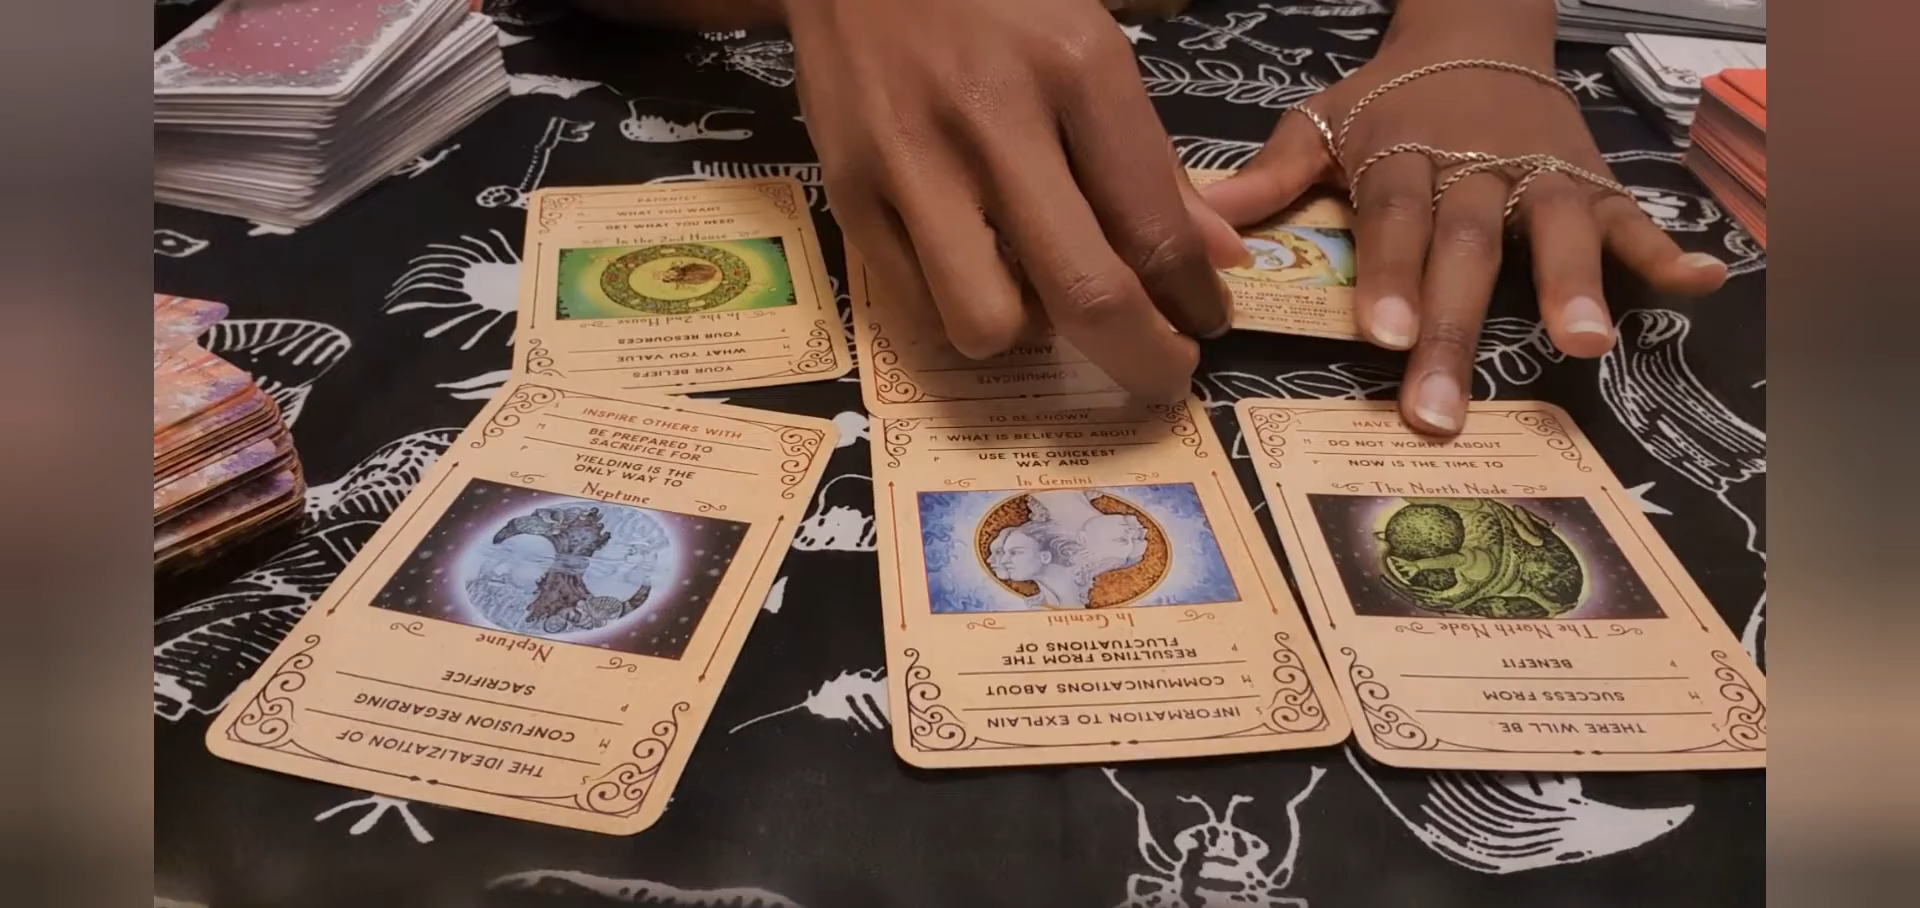 PATIENTLY
WHAT YOU WANT
GET WHAT YOU NEED
In the 2nd House
In the 2nd House
YOUR RESOURCES
WHAT YOU VALUE
YOUR BELIEFS
COMMUNICATE
INSPIRE OTHERS WITH
BE PREPARED TO
SACRIFICE FOR
YIELDING IS THE
ONLY WAY TO
Neptune
Neptune
SACRIFICE
CONFUSION REGARDING
THE IDEALIZATION OF
TO BE KNOWN
WHAT IS BELIEVED ABOUT
USE THE QUICKEST
WAY AND
In Gemini
In Gemini
RESULTING FROM THE
FLUCTUATIONS OF
COMMUNICATIONS ABOUT
INFORMATION TO EXPLAIN
HAVE
DO NOT WORRY ABOUT
NOW IS THE TIME TO
The North Node
The North Node
BENEFIT
SUCCESS FROM
THERE WILL BE